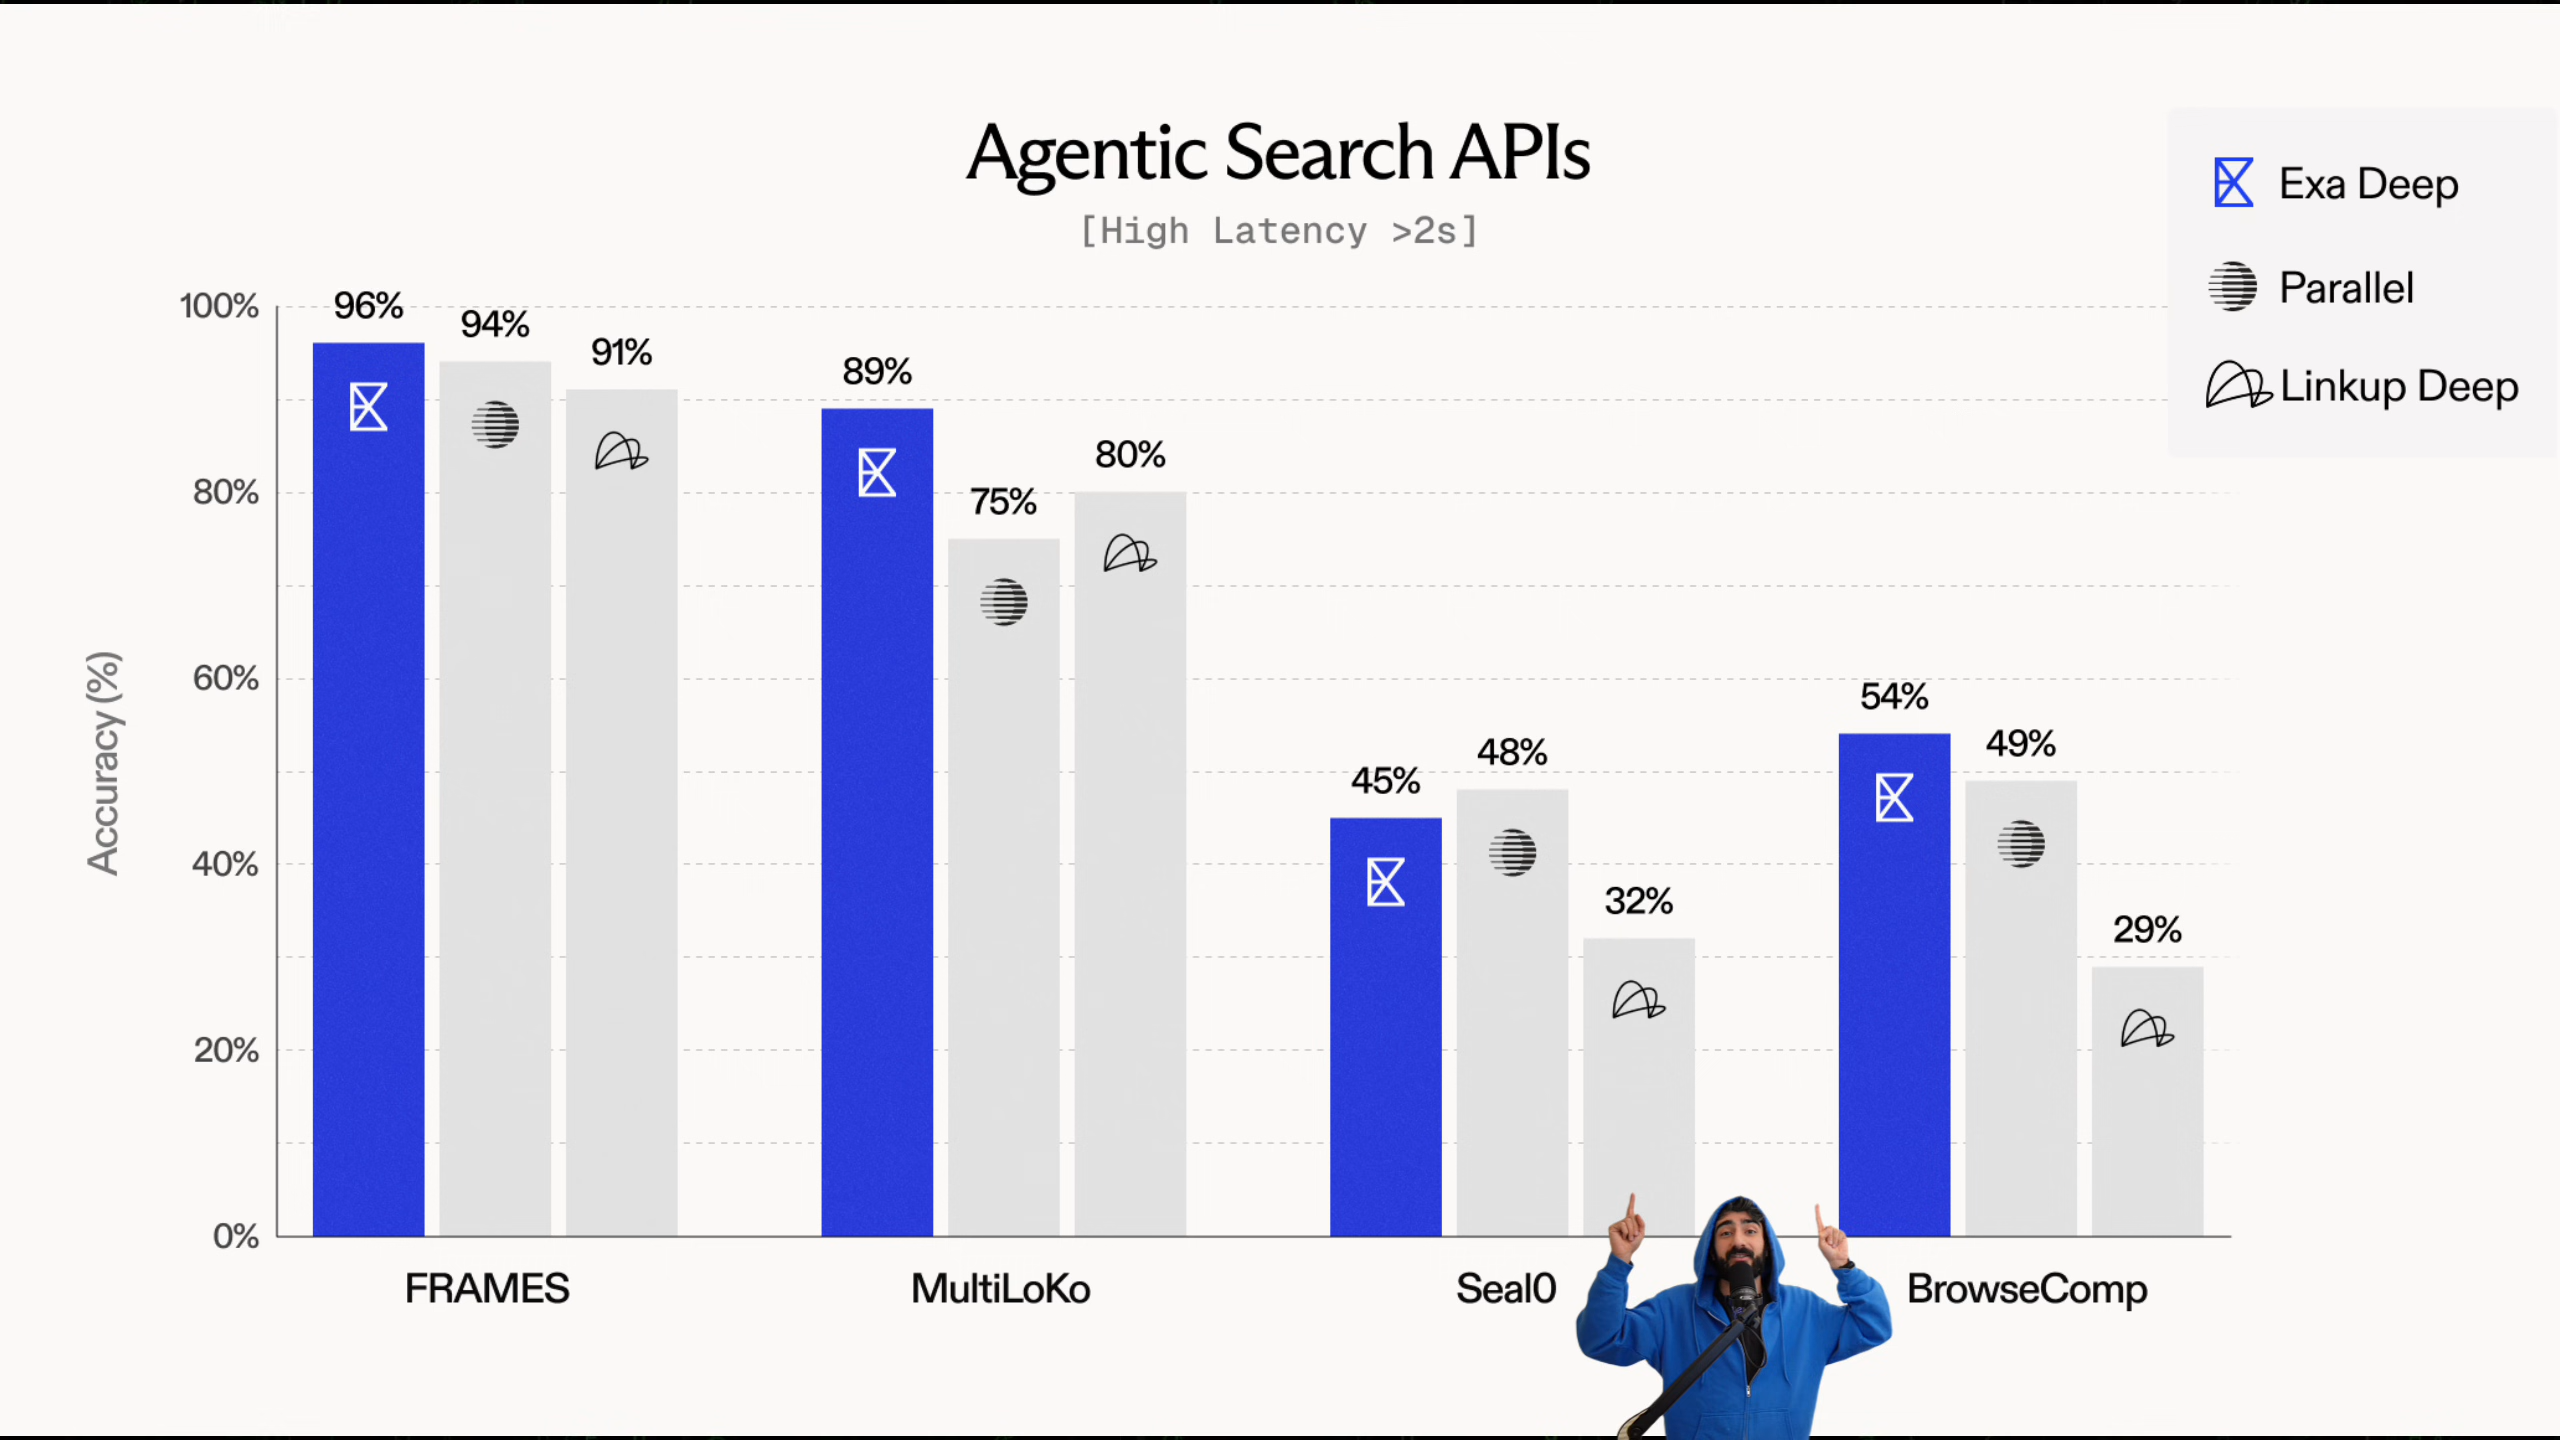 Agentic Search APIs
[High Latency >2s]
Exa Deep
Parallel
Linkup Deep
Accuracy (%)
100%
80%
60%
40%
20%
0%
96%
94%
91%
89%
75%
80%
45%
48%
32%
54%
49%
29%
FRAMES
MultiLoKo
Seal0
BrowseComp